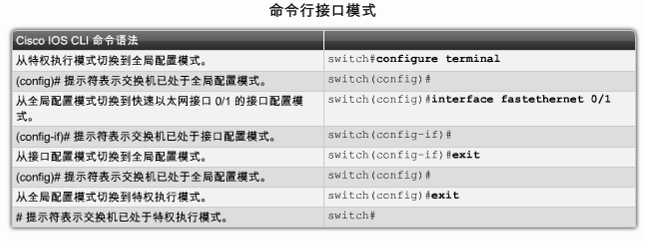 命令行接口模式
Cisco IOS CLI 命令语法
从特权执行模式切换到全局配置模式。
switch#configure terminal
(config)# 提示符表示交换机已处于全局配置模式。
switch(config)#
从全局配置模式切换到快速以太网接口 0/1 的接口配置模
式。
switch(config)#interface fastethernet 0/1
(config-if)# 提示符表示交换机已处于接口配置模式。
switch(config-if)#
从接口配置模式切换到全局配置模式。
switch(config-if)#exit
(config)# 提示符表示交换机已处于全局配置模式。
switch(config)#
从全局配置模式切换到特权执行模式。
switch(config)#exit
# 提示符表示交换机已处于特权执行模式。
switch#